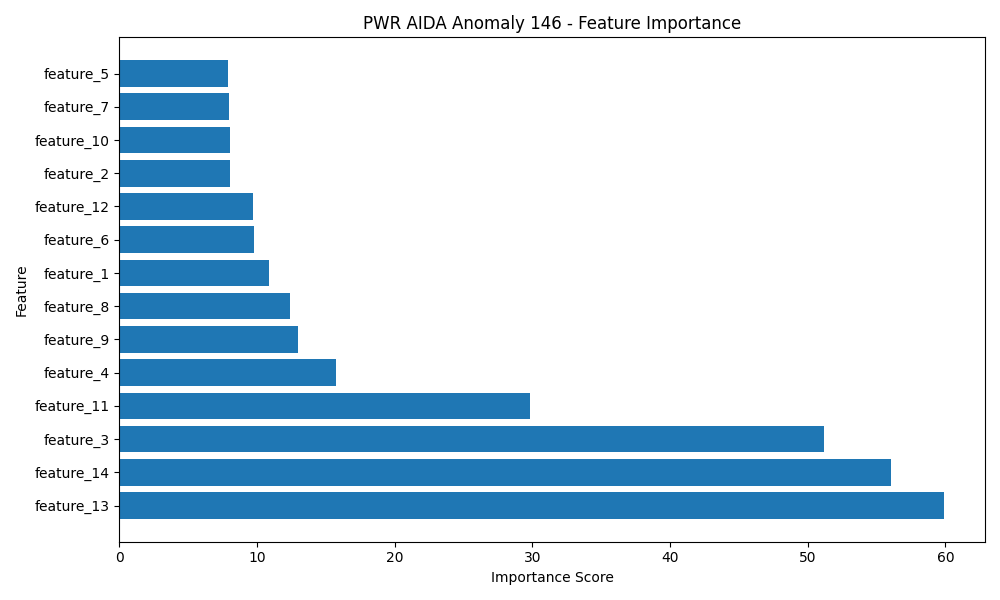 PWR AIDA Anomaly 146 - Feature Importance
Feature
feature_5
feature_7
feature_10
feature_2
feature_12
feature_6
feature_1
feature_8
feature_9
feature_4
feature_11
feature_3
feature_14
feature_13
0 10 20 30 40 50 60
Importance Score